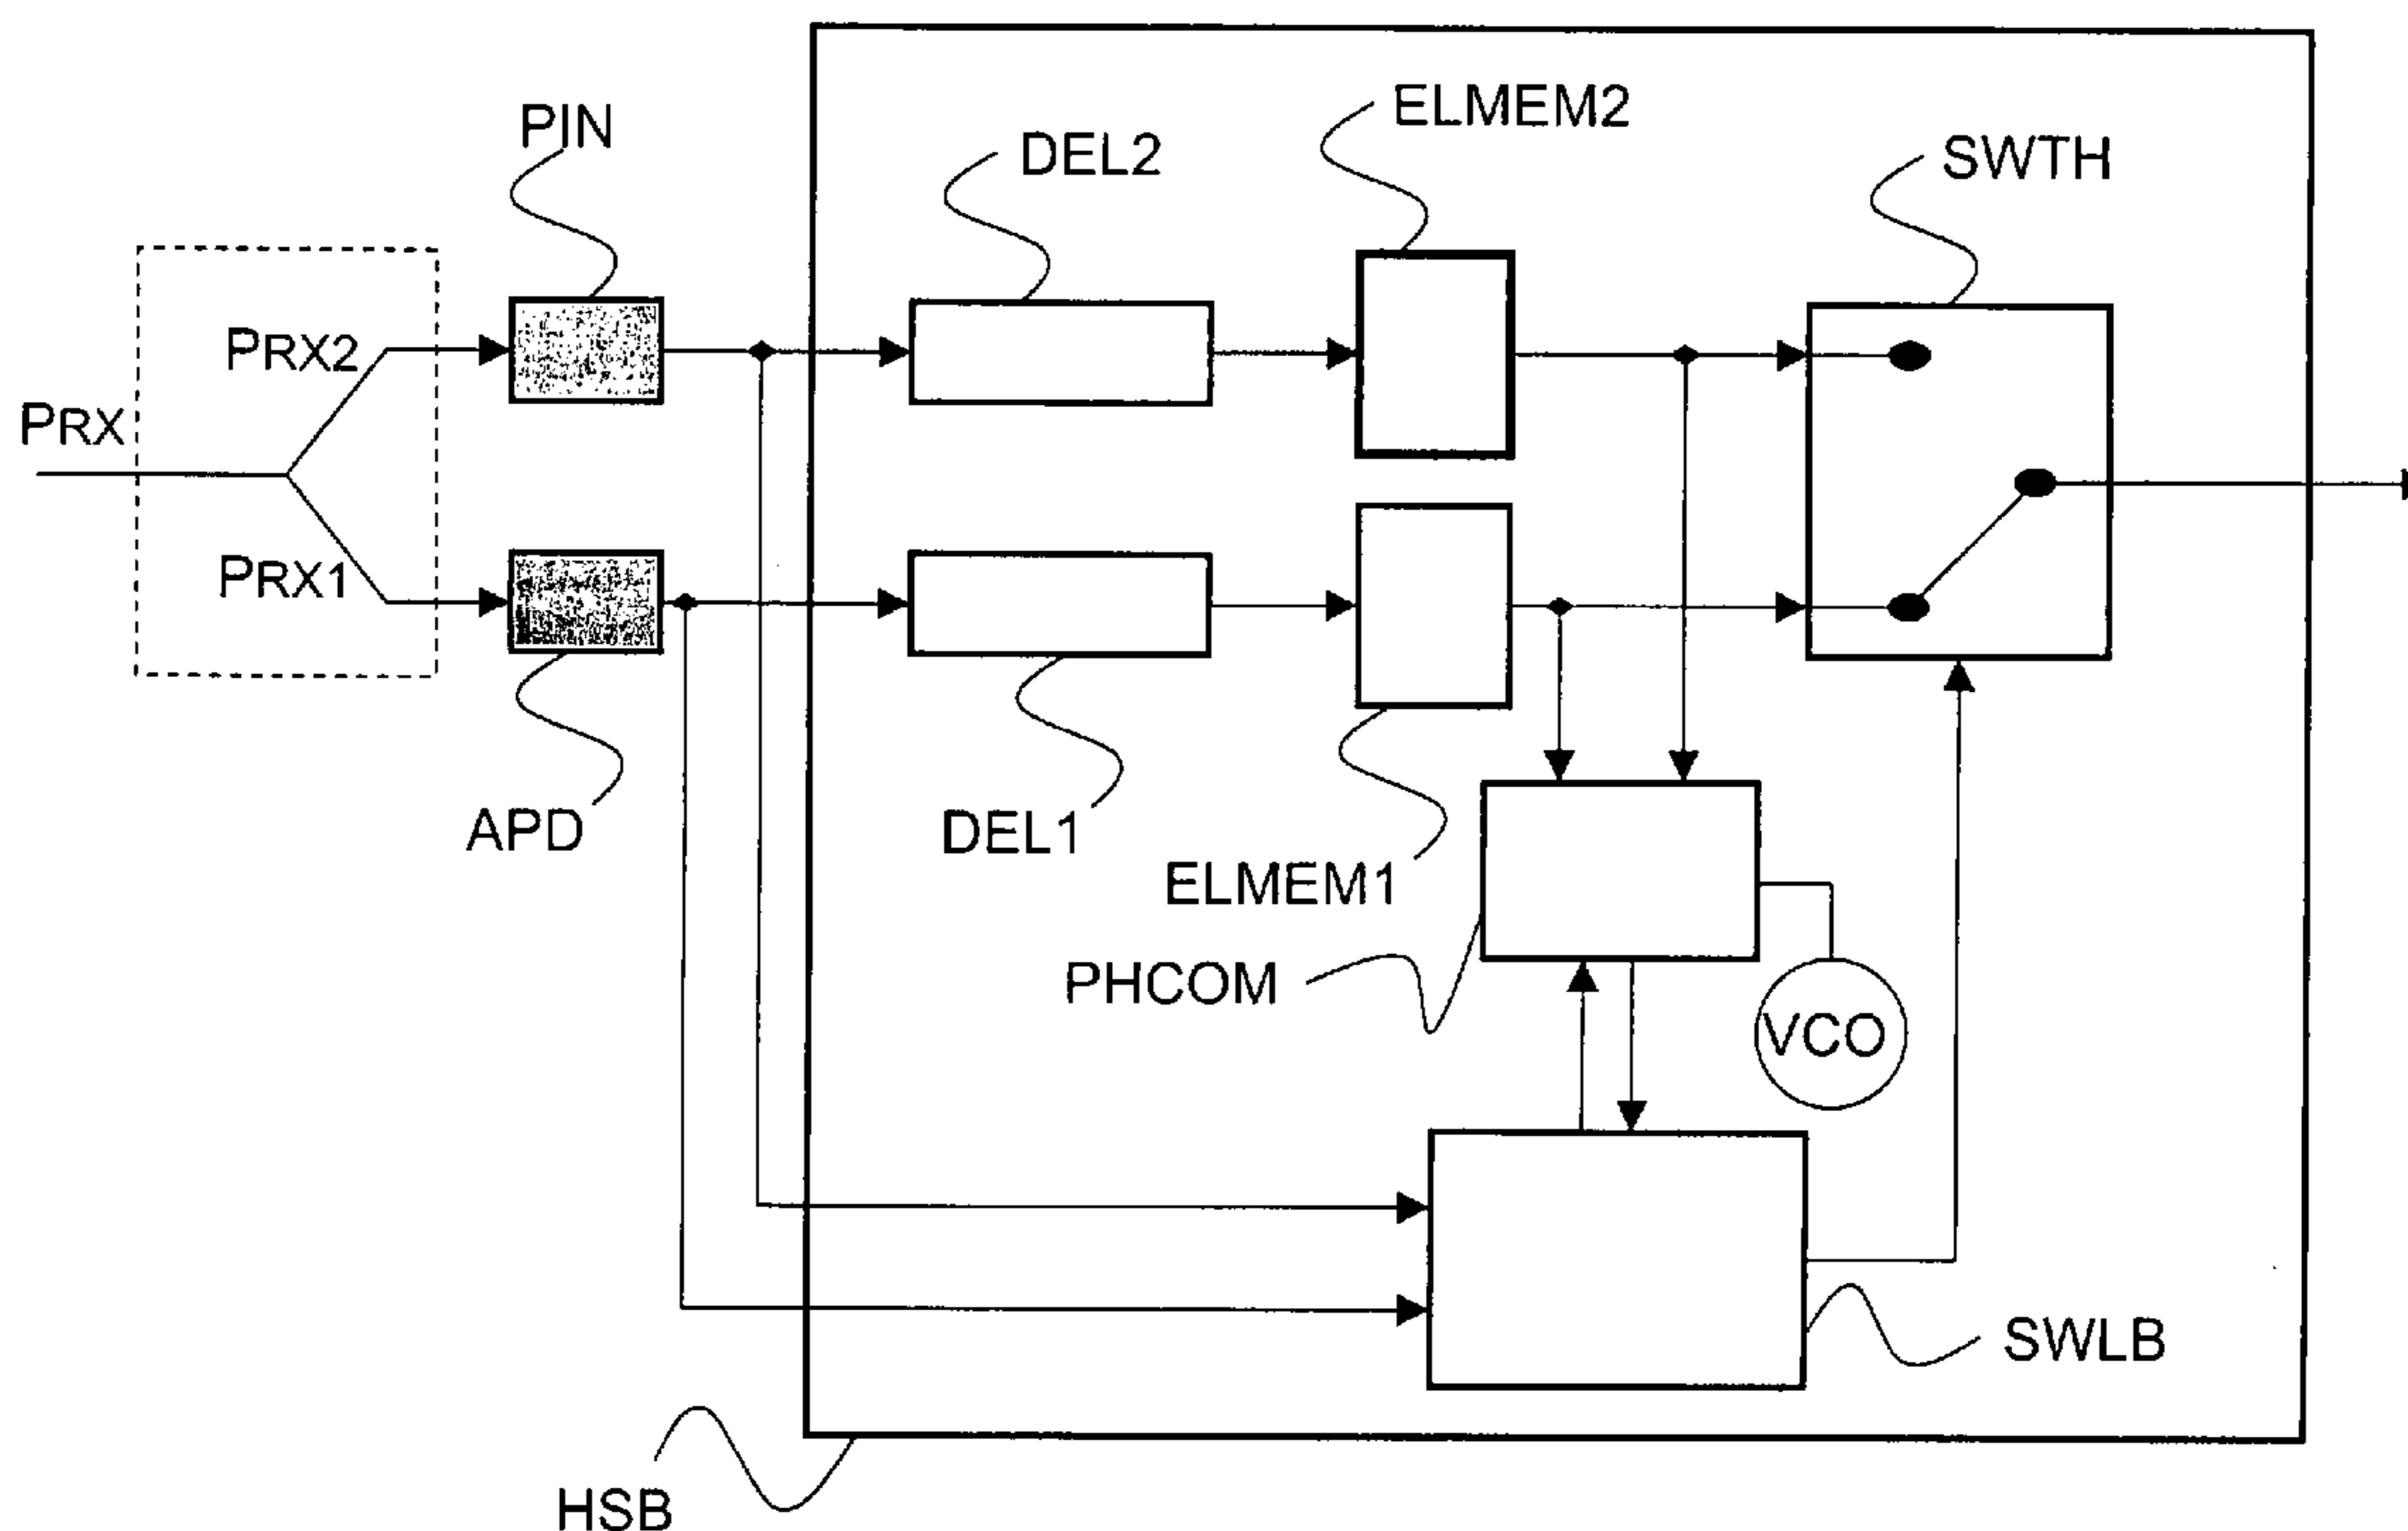 ELMEM2
PIN
DEL2
SWTH
PRX2
PRX
PRX1
APD
DEL1
ELMEM1
PHCOM
VCO
SWLB
HSB